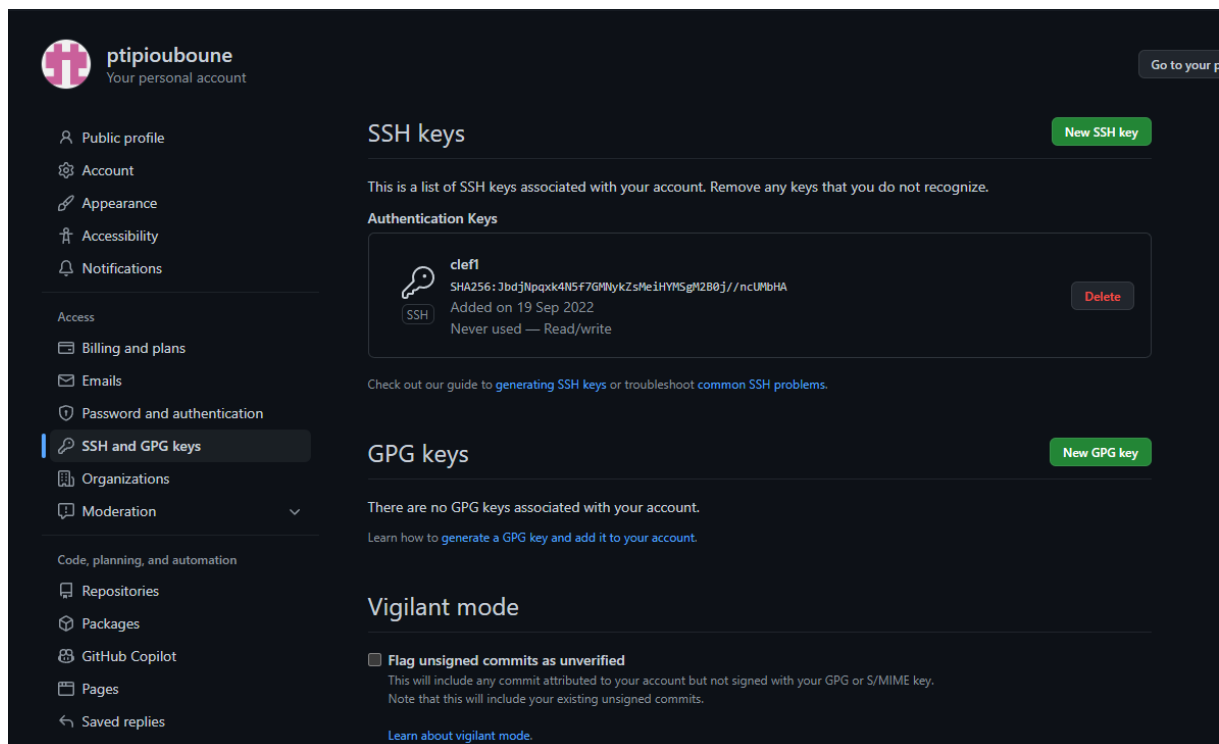 ptipiouboune
Your personal account
Go to your p
Public profile
Account
Appearance
Accessibility
Notifications
Access
Billing and plans
Emails
Password and authentication
SSH and GPG keys
Organizations
Moderation
Code, planning, and automation
Repositories
Packages
GitHub Copilot
Pages
Saved replies
SSH keys
New SSH key
This is a list of SSH keys associated with your account. Remove any keys that you do not recognize.
Authentication Keys
clef1
SHA256:JbdjNpqxk4N5f7GMNykZsMeiHYMSgM2B0j//ncUMbHA
Added on 19 Sep 2022
Never used — Read/write
SSH
Delete
Check out our guide to generating SSH keys or troubleshoot common SSH problems.
GPG keys
New GPG key
There are no GPG keys associated with your account.
Learn how to generate a GPG key and add it to your account.
Vigilant mode
Flag unsigned commits as unverified
This will include any commit attributed to your account but not signed with your GPG or S/MIME key.
Note that this will include your existing unsigned commits.
Learn about vigilant mode.